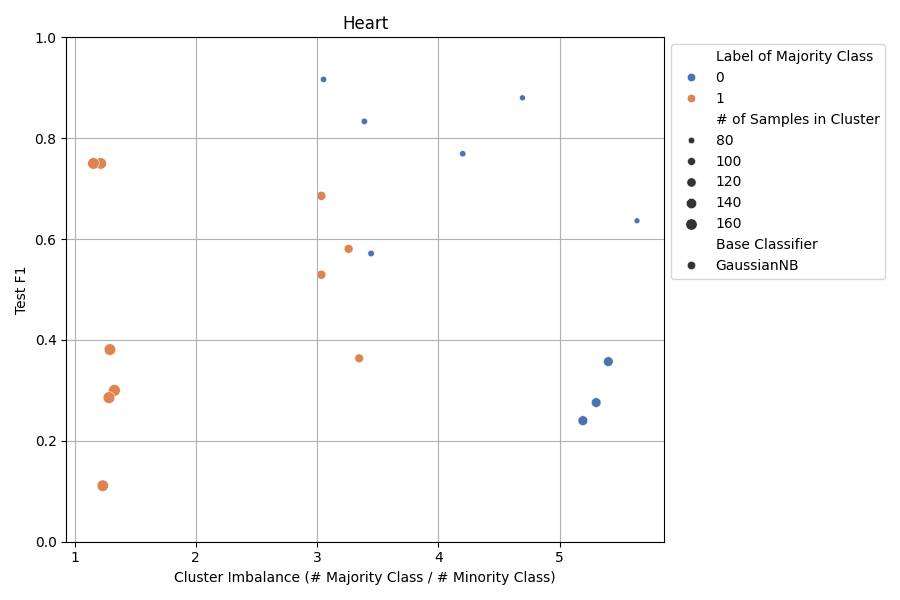 Heart
1.0
0.8
0.6
0.4
0.2
0.0
Test F1
1 2 3 4 5
Cluster Imbalance (# Majority Class / # Minority Class)
Label of Majority Class
0
1
# of Samples in Cluster
80
100
120
140
160
Base Classifier
GaussianNB